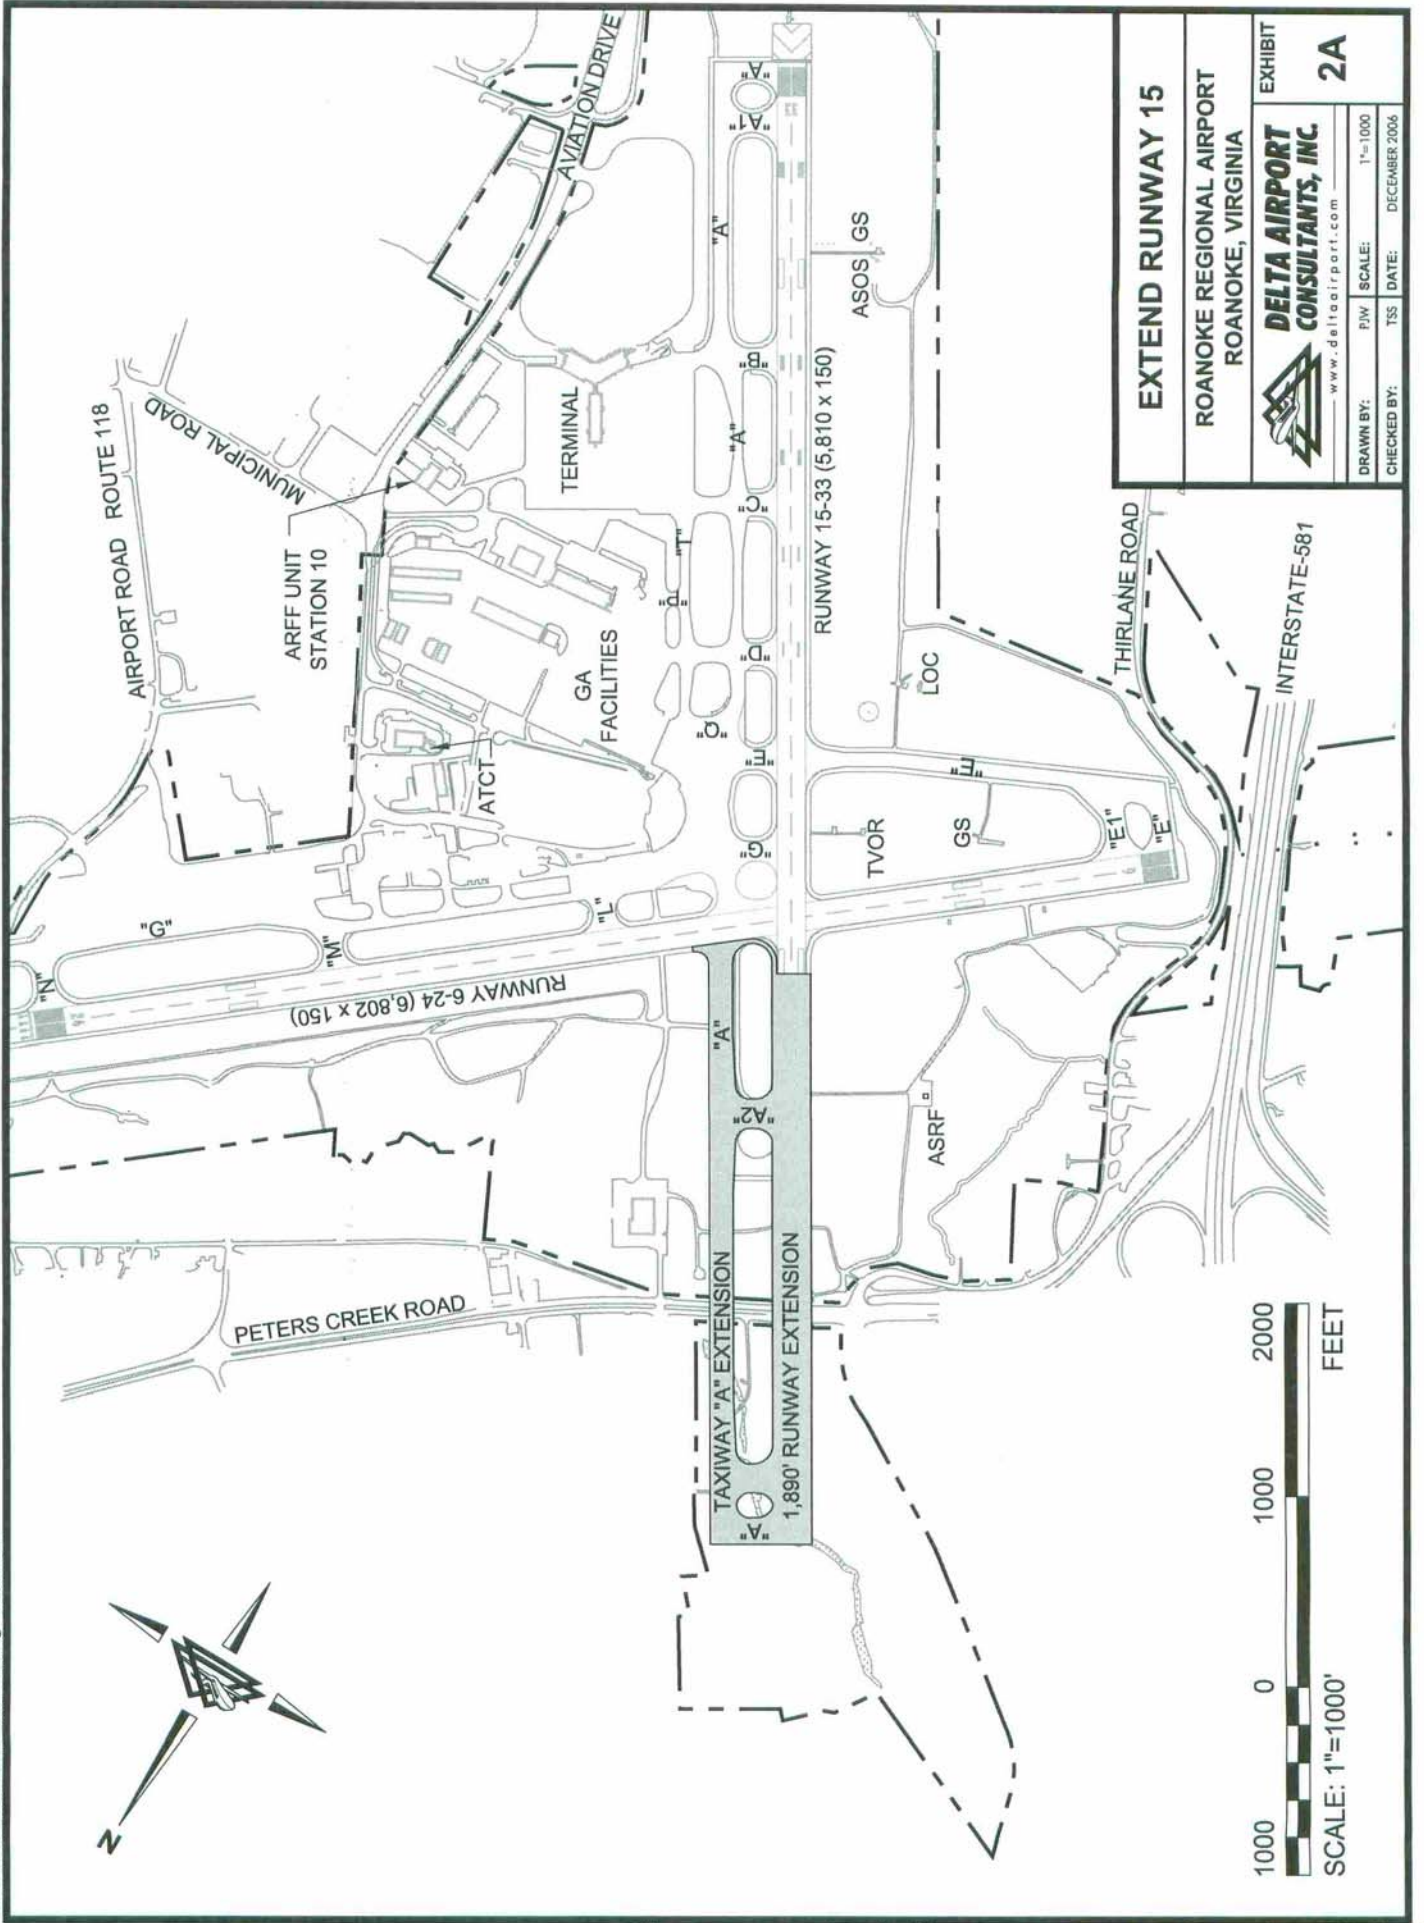 EXTEND RUNWAY 15
ROANOKE REGIONAL AIRPORT
ROANOKE, VIRGINIA
DELTA AIRPORT
CONSULTANTS, INC.
www.deltaairport.com
EXHIBIT
2A
DRAWN BY: PJW
SCALE: 1"=1000
CHECKED BY: TSS
DATE: DECEMBER 2006
AVIATION DRIVE
AIRPORT ROAD ROUTE 118
MUNICIPAL ROAD
ARFF UNIT
STATION 10
TERMINAL
GA
FACILITIES
ATCT
"A"
"A1"
"A"
"B"
"A"
"C"
"T"
"P"
"D"
"Q"
"E"
"G"
"L"
"M"
"G"
"N"
RUNWAY 15-33 (5,810 x 150)
RUNWAY 6-24 (6,802 x 150)
ASOS GS
LOC
TVOR
GS
"E"
"E1"
"E"
THIRLANE ROAD
INTERSTATE-581
ASRF
"A"
"A2"
TAXIWAY "A" EXTENSION
1,890' RUNWAY EXTENSION
"A"
PETERS CREEK ROAD
N
1000 0 1000 2000
SCALE: 1"=1000' FEET